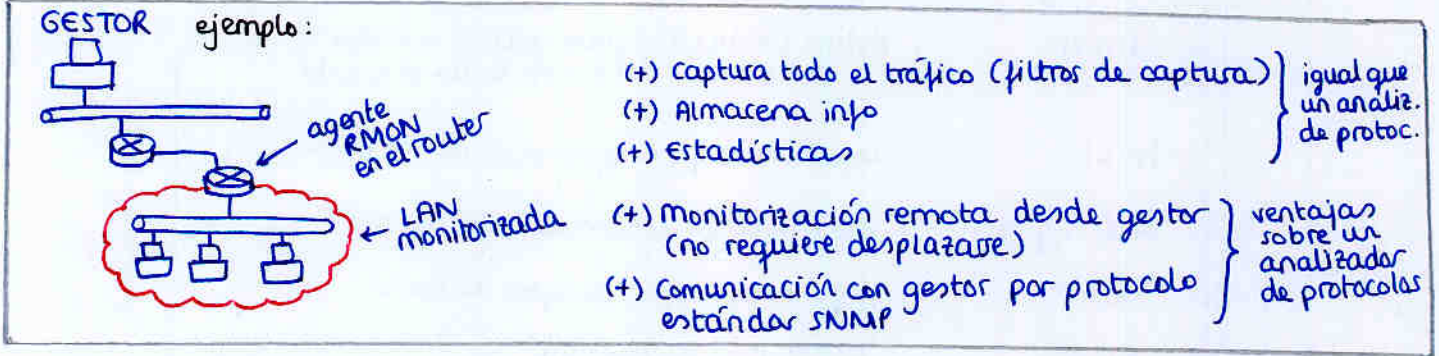 GESTOR ejemplo:
agente
RMON
en el router
LAN
monitorizada
(+) Captura todo el tráfico (filtros de captura)
(+) Almacena info
(+) Estadísticas
igual que
un analiz.
de protoc.
(+) Monitorización remota desde gestor
(no requiere desplazarse)
(+) Comunicación con gestor por protocolo
estándar SNMP
ventajas
sobre un
analizador
de protocolos